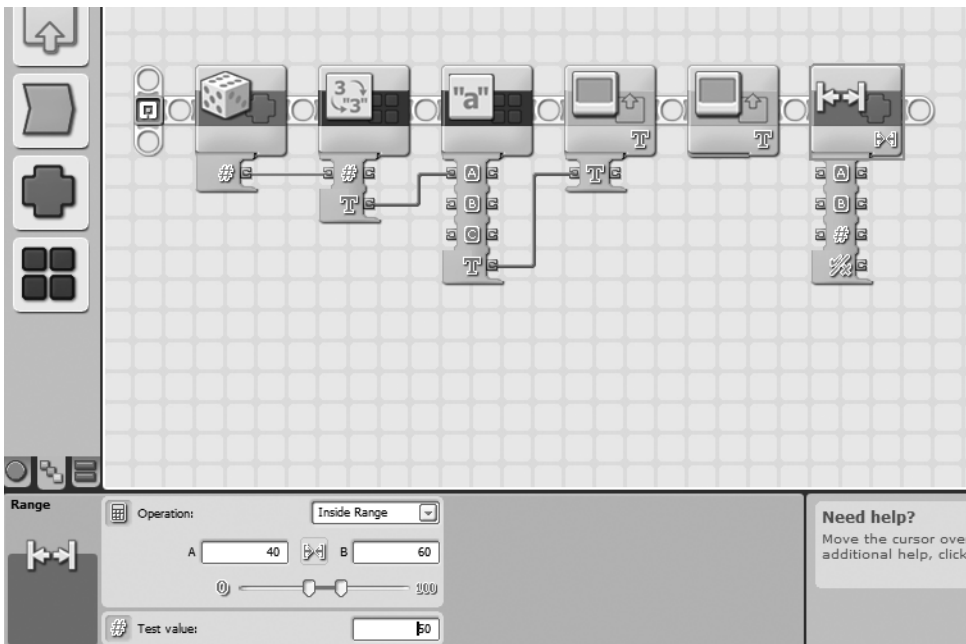 3
"3"
"a"
#
#
A
T
T
T
A
T
B
B
C
#
T
Range
Operation:
Inside Range
A
40
B
60
0
100
#
Test value:
50
Need help?
Move the cursor ove
additional help, click